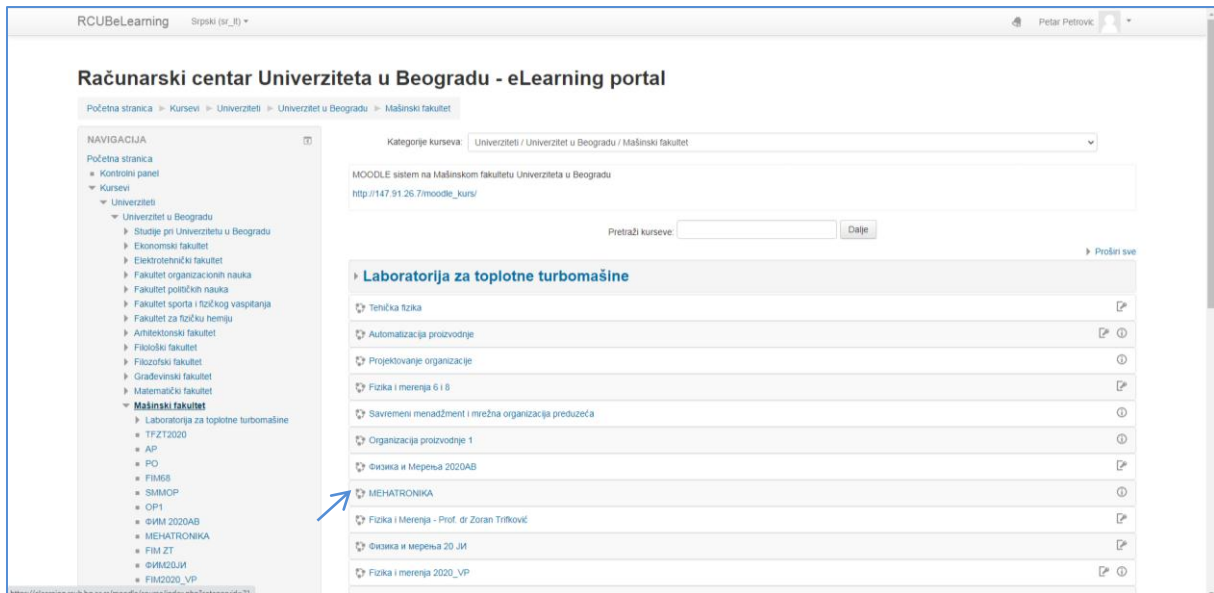 RCUBeLearning Srpski (sr_lt)
Petar Petrovic
Računarski centar Univerziteta u Beogradu - eLearning portal
Početna stranica Kursevi Univerziteti Univerzitet u Beogradu Mašinski fakultet
NAVIGACIJA
Početna stranica
Kontrolni panel
Kursevi
Univerziteti
Univerzitet u Beogradu
Studije pri Univerzitetu u Beogradu
Ekonomski fakultet
Elektrotehnički fakultet
Fakultet organizacionih nauka
Fakultet političkih nauka
Fakultet sporta i fizičkog vaspitanja
Fakultet za fizičku hemiju
Arhitektonski fakultet
Filološki fakultet
Filozofski fakultet
Građevinski fakultet
Matematički fakultet
Mašinski fakultet
Laboratorija za toplotne turbomašine
TFZT2020
AP
PO
FIM68
SMMOP
OP1
ФИМ 2020АВ
MEHATRONIKA
FIM ZT
ФИМ20ЈИ
FIM2020_VP
Kategorije kurseva: Univerziteti / Univerzitet u Beogradu / Mašinski fakultet
MOODLE sistem na Mašinskom fakultetu Univerziteta u Beogradu
http://147.91.26.7/moodle_kurs/
Pretraži kurseve: Dalje
Proširi sve
Laboratorija za toplotne turbomašine
Tehička fizika
Automatizacija proizvodnje
Projektovanje organizacije
Fizika i merenja 6 i 8
Savremeni menadžment i mrežna organizacija preduzeća
Organizacija proizvodnje 1
Физика и Мерења 2020АВ
MEHATRONIKA
Fizika i Merenja - Prof. dr Zoran Trifković
Физика и мерења 20 ЈИ
Fizika i merenja 2020_VP